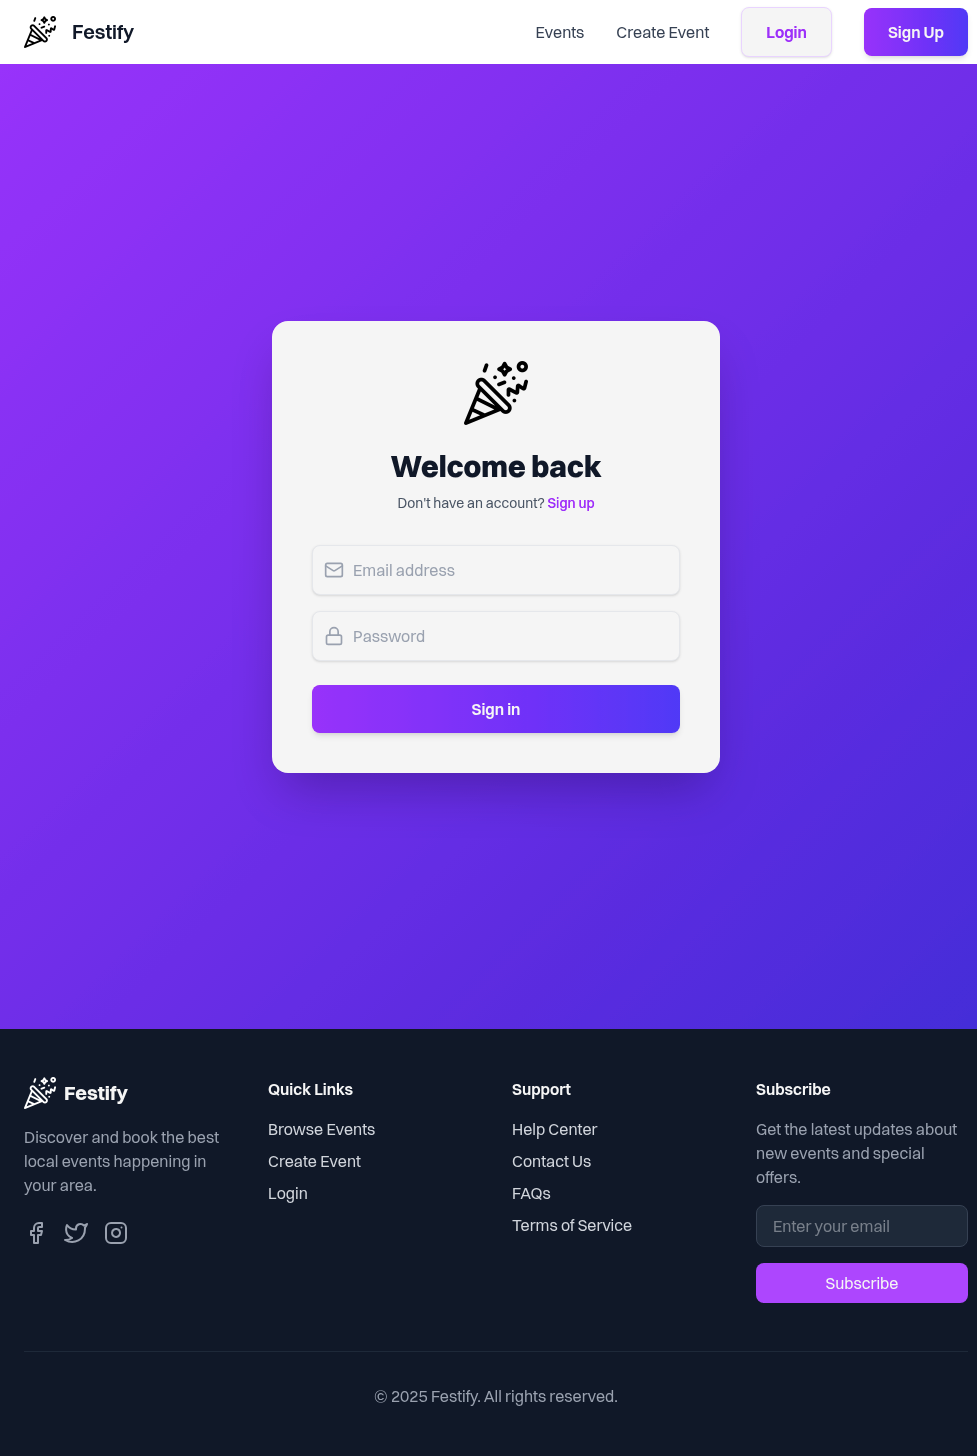 Festify
Events
Create Event
Login
Sign Up
Welcome back
Don't have an account? Sign up
Email address
Password
Sign in
Festify
Discover and book the best
local events happening in
your area.
Quick Links
Browse Events
Create Event
Login
Support
Help Center
Contact Us
FAQs
Terms of Service
Subscribe
Get the latest updates about
new events and special
offers.
Enter your email
Subscribe
© 2025 Festify. All rights reserved.